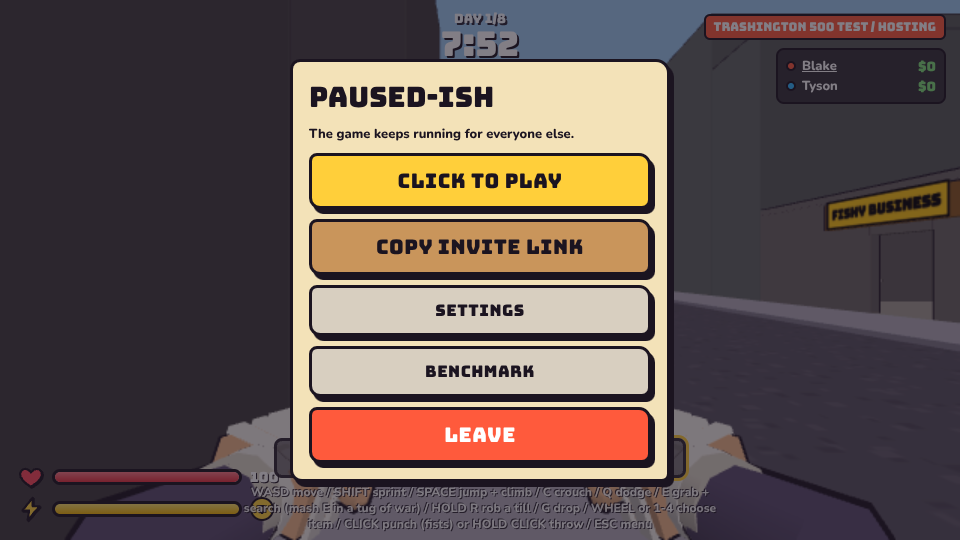 DAY 1/8
7:52
TRASHINGTON 500 TEST / HOSTING
Blake $0
Tyson $0
PAUSED-ISH
The game keeps running for everyone else.
CLICK TO PLAY
COPY INVITE LINK
SETTINGS
BENCHMARK
LEAVE
FISHY BUSINESS
100
WASD move / SHIFT sprint / SPACE jump + climb / C crouch / Q dodge / E grab +
search (mash E in a tug of war) / HOLD R rob a till / G drop / WHEEL or 1-4 choose
item / CLICK punch (fists) or HOLD CLICK throw / ESC menu